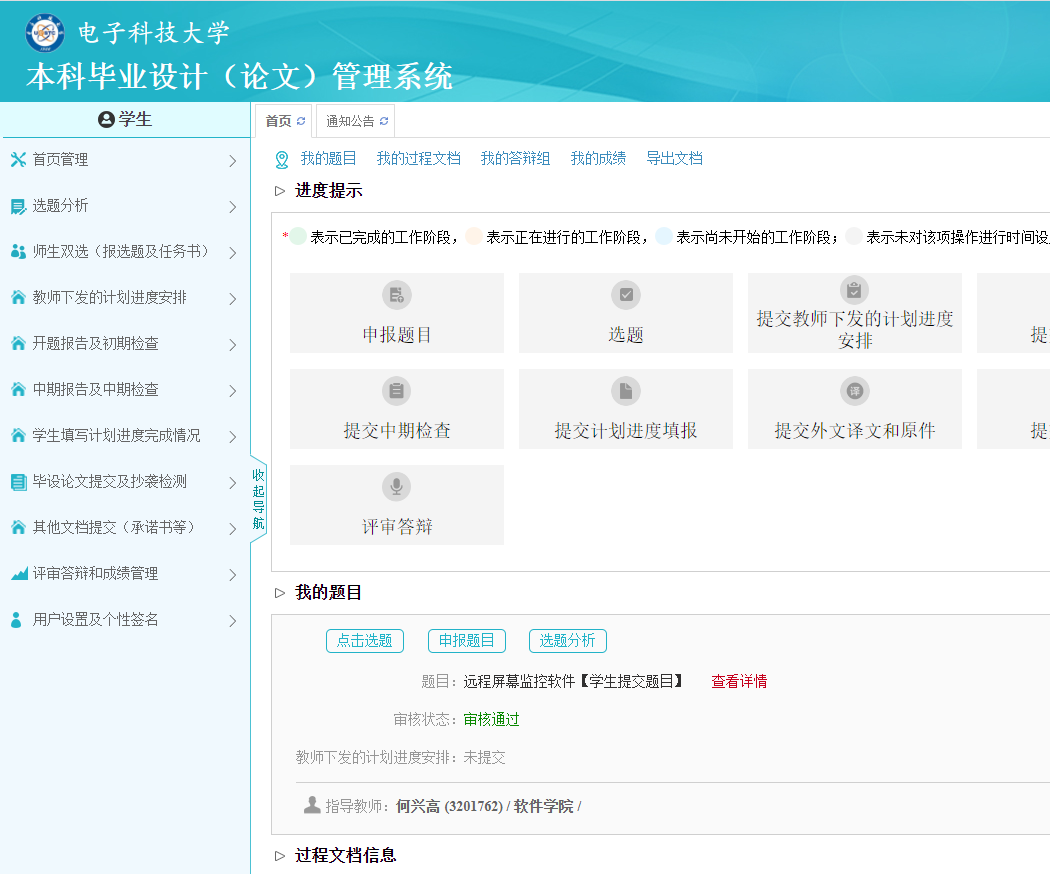 电子科技大学
本科毕业设计（论文）管理系统
学生
首页管理
选题分析
师生双选（报选题及任务书）
教师下发的计划进度安排
开题报告及初期检查
中期报告及中期检查
学生填写计划进度完成情况
毕设论文提交及抄袭检测
其他文档提交（承诺书等）
评审答辩和成绩管理
用户设置及个性签名
收起导航
首页 通知公告
我的题目 我的过程文档 我的答辩组 我的成绩 导出文档
进度提示
* 表示已完成的工作阶段， 表示正在进行的工作阶段， 表示尚未开始的工作阶段； 表示未对该项操作进行时间设
申报题目
选题
提交教师下发的计划进度
安排
提
提交中期检查
提交计划进度填报
译
提交外文译文和原件
提
评审答辩
我的题目
点击选题 申报题目 选题分析
题目： 远程屏幕监控软件【学生提交题目】 查看详情
审核状态： 审核通过
教师下发的计划进度安排： 未提交
指导教师： 何兴高 (3201762) / 软件学院 /
过程文档信息